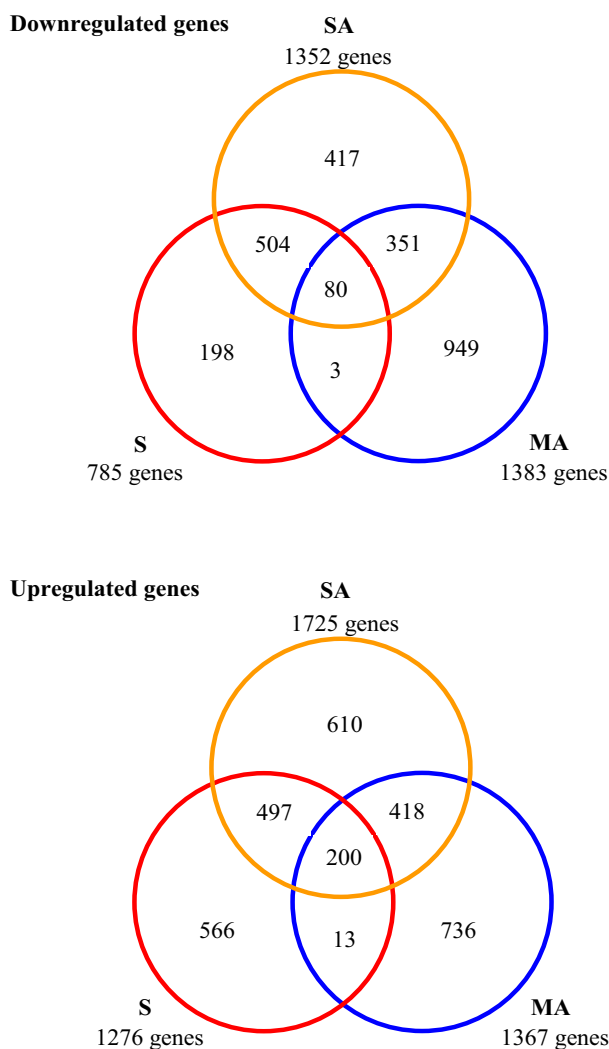 Downregulated genes
SA
1352 genes
417
504
351
80
198
3
949
S
785 genes
MA
1383 genes
Upregulated genes
SA
1725 genes
610
497
418
200
566
13
736
S
1276 genes
MA
1367 genes